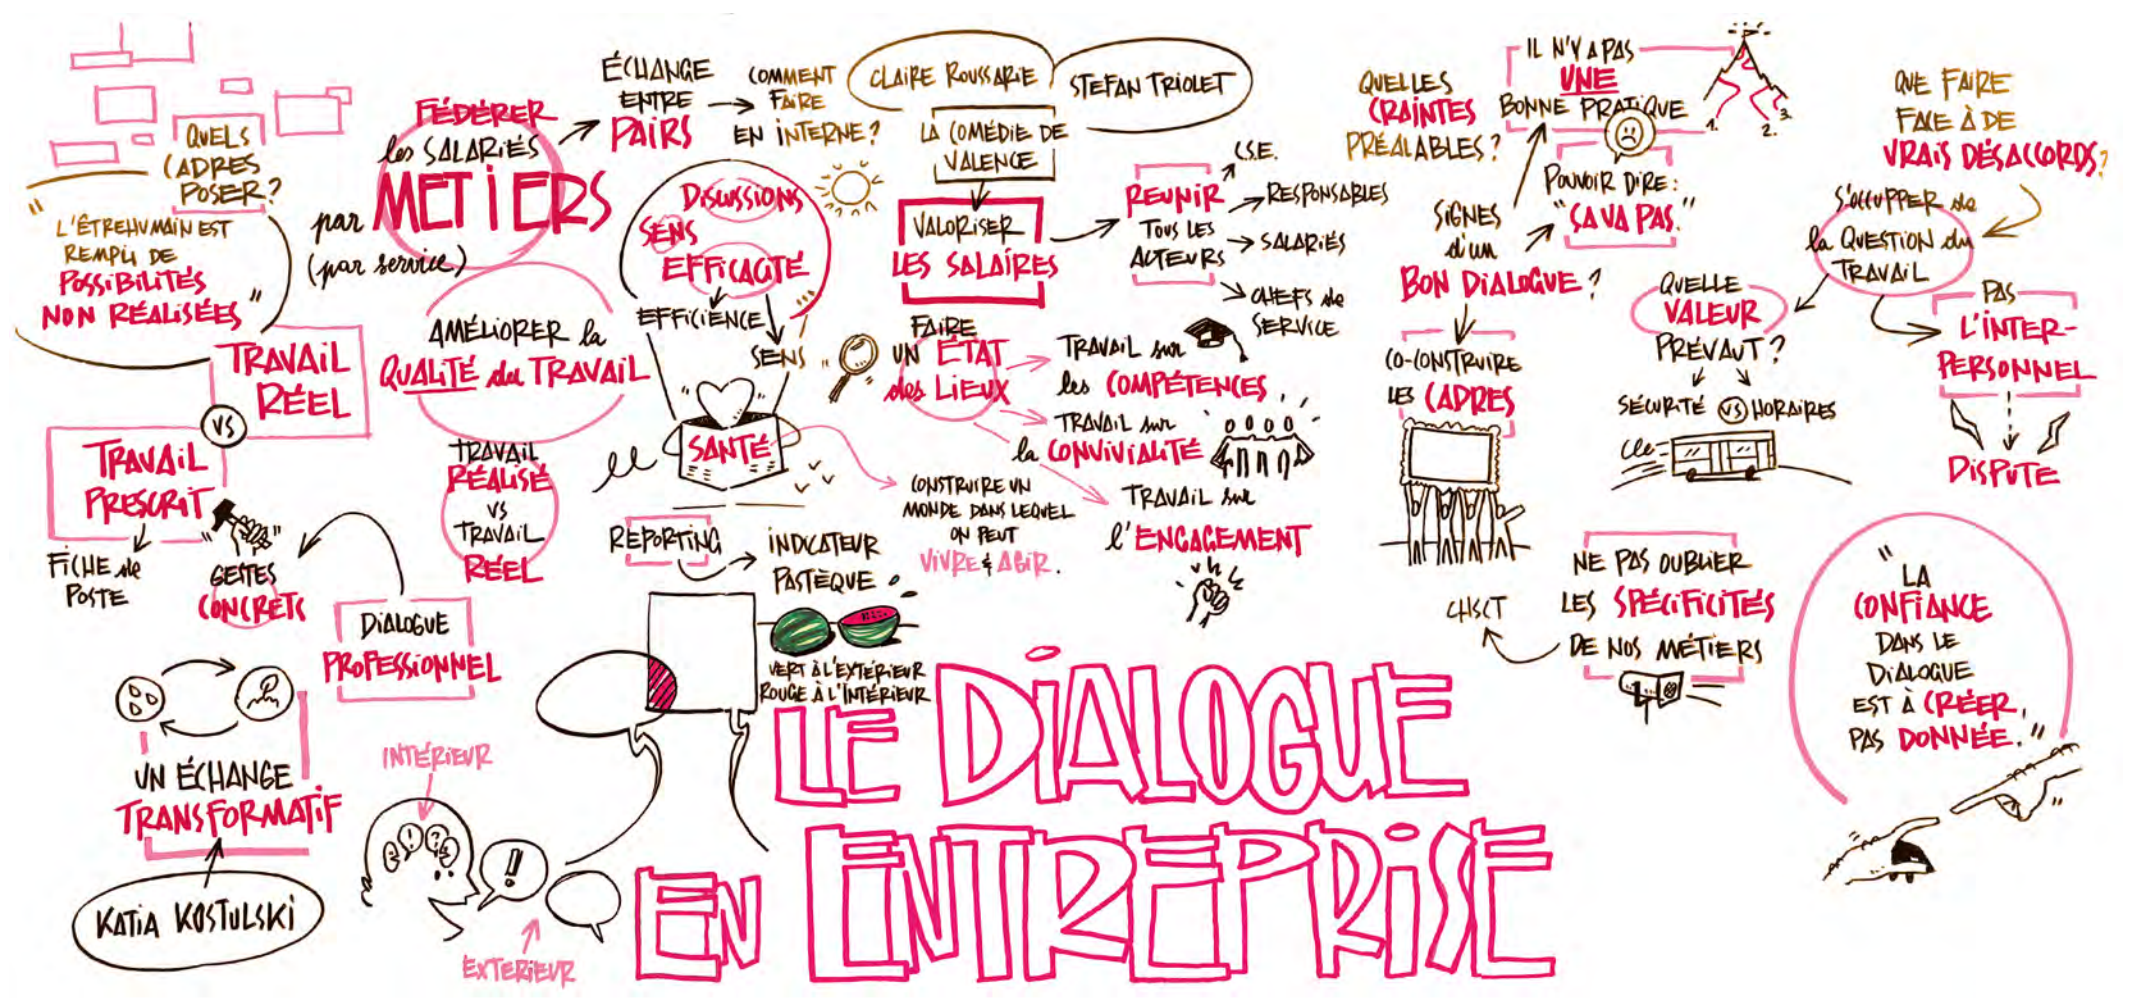 QUELS
CADRES
POSER?
"L'ÊTRE HUMAIN EST
REMPLI DE
POSSIBILITÉS
NON RÉALISÉES"
TRAVAIL
RÉEL
VS
TRAVAIL
PRESCRIT
FICHE de
POSTE
GESTES
CONCRETS
DIALOGUE
PROFESSIONNEL
UN ÉCHANGE
TRANSFORMATIF
KATIA KOSTULSKI
FÉDÉRER
les SALARIÉS
par MÉTIERS
(par service)
AMÉLIORER la
QUALITÉ du TRAVAIL
TRAVAIL
RÉALISÉ
VS
TRAVAIL
RÉEL
INTÉRIEUR
! ?
!
EXTERIEUR
ÉCHANGE
ENTRE
PAIRS
COMMENT
FAIRE
EN INTERNE?
DISCUSSIONS
SENS
EFFICACITÉ
EFFICIENCE
SENS
SANTÉ
CONSTRUIRE UN
MONDE DANS LEQUEL
ON PEUT
VIVRE & AGIR.
REPORTING
INDICATEUR
PASTÈQUE
VERT À L'EXTÉRIEUR
ROUGE À L'INTÉRIEUR
CLAIRE ROUSSARIE
STEFAN TRIOLET
LA COMÉDIE DE
VALENCE
VALORISER
LES SALAIRES
REUNIR
TOUS LES
ACTEURS
C.S.E.
RESPONSABLES
SALARIÉS
CHEFS de
SERVICE
FAIRE
UN ÉTAT
des LIEUX
TRAVAIL sur
les COMPÉTENCES
TRAVAIL sur
la CONVIVIALITÉ
TRAVAIL sur
l'ENGAGEMENT
LE DIALOGUE
EN ENTREPRISE
QUELLES
CRAINTES
PRÉALABLES?
IL N'Y A PAS
UNE
BONNE PRATIQUE
1. 2. 3.
POUVOIR DIRE:
"ÇA VA PAS."
SIGNES
d'un
BON DIALOGUE?
CO-CONSTRUIRE
LES CADRES
QUE FAIRE
FACE À DE
VRAIS DÉSACCORDS?
S'OCCUPPER de
la QUESTION du
TRAVAIL
QUELLE
VALEUR
PRÉVAUT?
SÉCURITÉ VS HORAIRES
PAS
L'INTER-
PERSONNEL
DISPUTE
NE PAS OUBLIER
LES SPÉCIFICITÉS
DE NOS MÉTIERS
CHSCT
"LA
CONFIANCE
DANS LE
DIALOGUE
EST À CRÉER,
PAS DONNÉE."